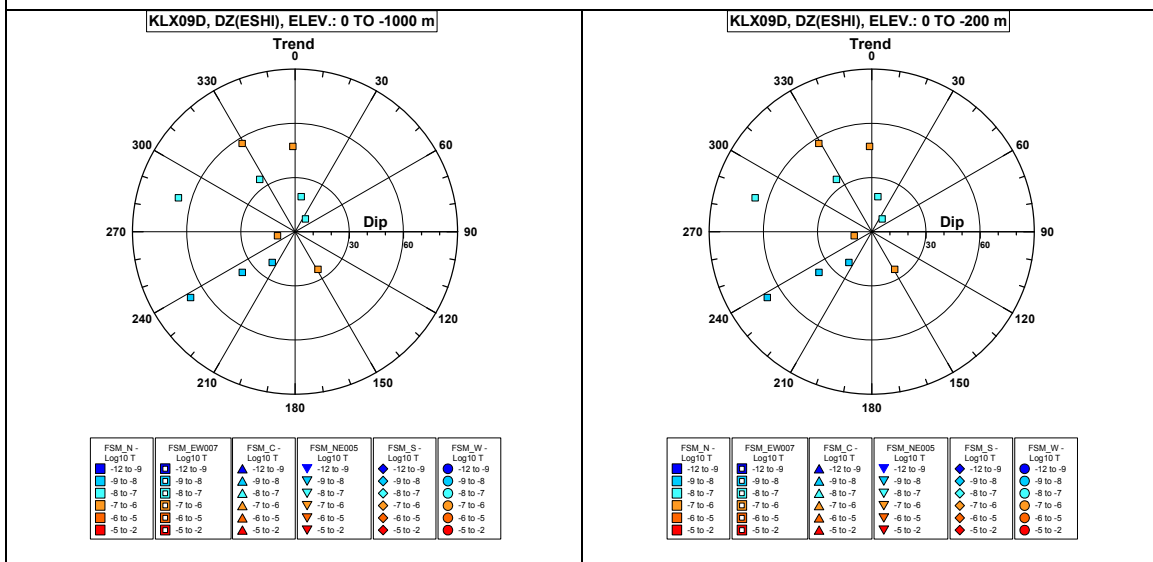 KLX09D, DZ(ESHI), ELEV.: 0 TO -1000 m
Trend
0
330
30
300
60
Dip
270
30
60
90
240
120
210
150
180
FSM_N -
Log10 T
-12 to -9
-9 to -8
-8 to -7
-7 to -6
-6 to -5
-5 to -2
FSM_EW007
Log10 T
-12 to -9
-9 to -8
-8 to -7
-7 to -6
-6 to -5
-5 to -2
FSM_C -
Log10 T
-12 to -9
-9 to -8
-8 to -7
-7 to -6
-6 to -5
-5 to -2
FSM_NE005
Log10 T
-12 to -9
-9 to -8
-8 to -7
-7 to -6
-6 to -5
-5 to -2
FSM_S -
Log10 T
-12 to -9
-9 to -8
-8 to -7
-7 to -6
-6 to -5
-5 to -2
FSM_W -
Log10 T
-12 to -9
-9 to -8
-8 to -7
-7 to -6
-6 to -5
-5 to -2
KLX09D, DZ(ESHI), ELEV.: 0 TO -200 m
Trend
0
330
30
300
60
Dip
270
30
60
90
240
120
210
150
180
FSM_N -
Log10 T
-12 to -9
-9 to -8
-8 to -7
-7 to -6
-6 to -5
-5 to -2
FSM_EW007
Log10 T
-12 to -9
-9 to -8
-8 to -7
-7 to -6
-6 to -5
-5 to -2
FSM_C -
Log10 T
-12 to -9
-9 to -8
-8 to -7
-7 to -6
-6 to -5
-5 to -2
FSM_NE005
Log10 T
-12 to -9
-9 to -8
-8 to -7
-7 to -6
-6 to -5
-5 to -2
FSM_S -
Log10 T
-12 to -9
-9 to -8
-8 to -7
-7 to -6
-6 to -5
-5 to -2
FSM_W -
Log10 T
-12 to -9
-9 to -8
-8 to -7
-7 to -6
-6 to -5
-5 to -2